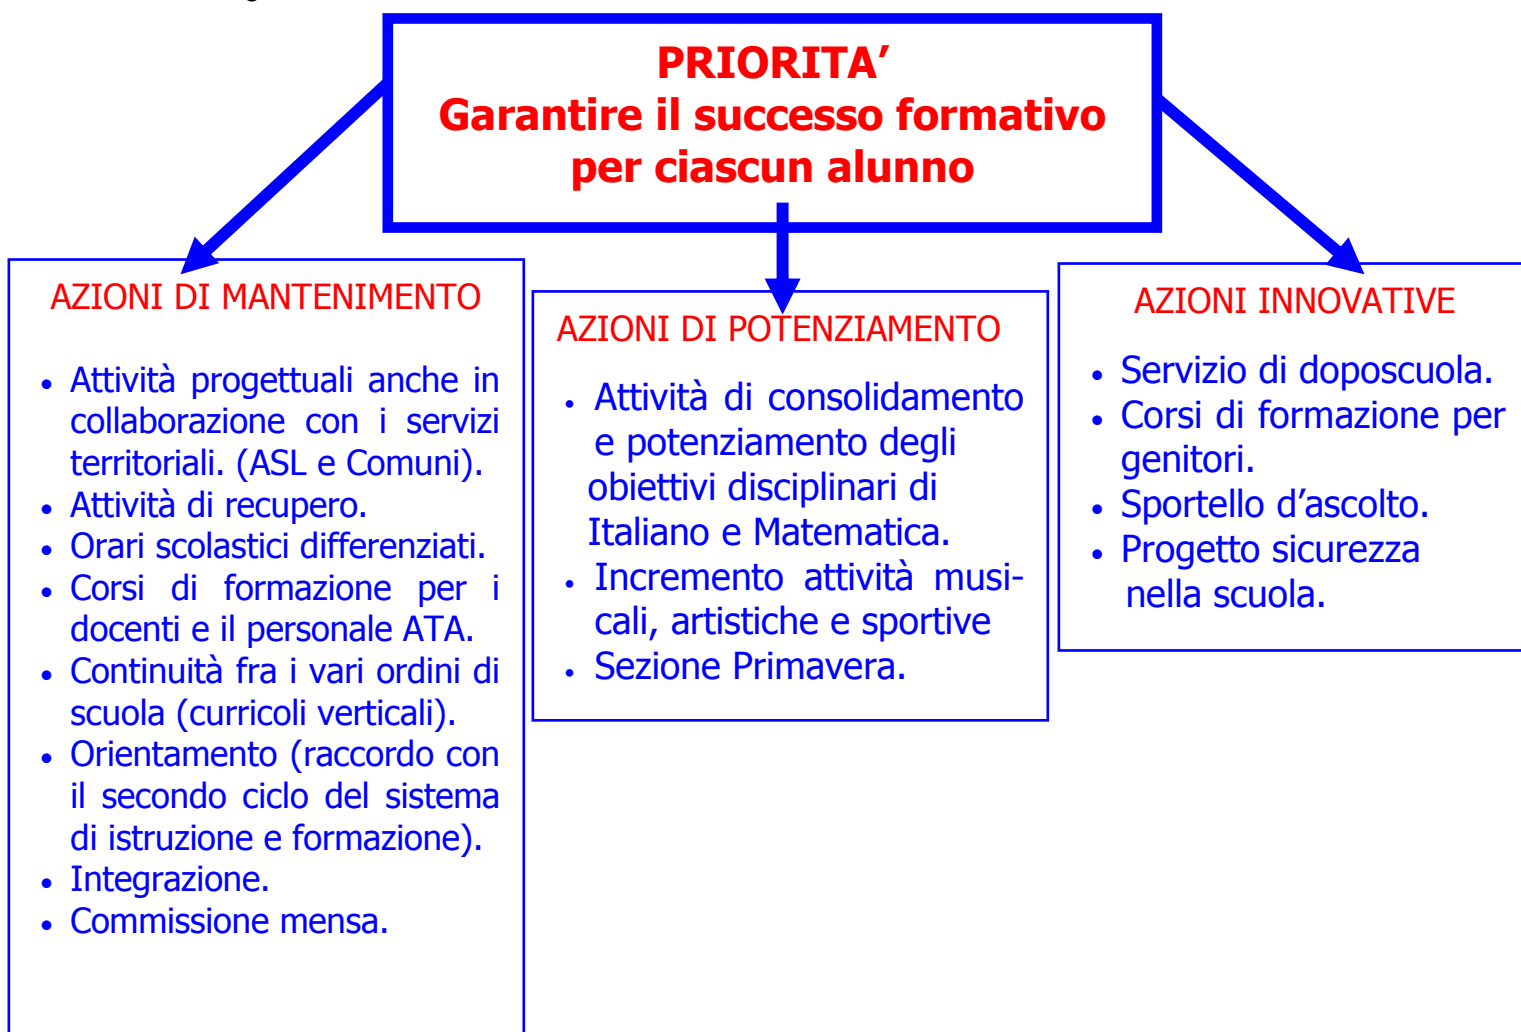 PRIORITA’
Garantire il successo formativo
per ciascun alunno
AZIONI DI MANTENIMENTO
• Attività progettuali anche in
collaborazione con i servizi
territoriali. (ASL e Comuni).
• Attività di recupero.
• Orari scolastici differenziati.
• Corsi di formazione per i
docenti e il personale ATA.
• Continuità fra i vari ordini di
scuola (curricoli verticali).
• Orientamento (raccordo con
il secondo ciclo del sistema
di istruzione e formazione).
• Integrazione.
• Commissione mensa.
AZIONI DI POTENZIAMENTO
• Attività di consolidamento
e potenziamento degli
obiettivi disciplinari di
Italiano e Matematica.
• Incremento attività musi-
cali, artistiche e sportive
• Sezione Primavera.
AZIONI INNOVATIVE
• Servizio di doposcuola.
• Corsi di formazione per
genitori.
• Sportello d’ascolto.
• Progetto sicurezza
nella scuola.